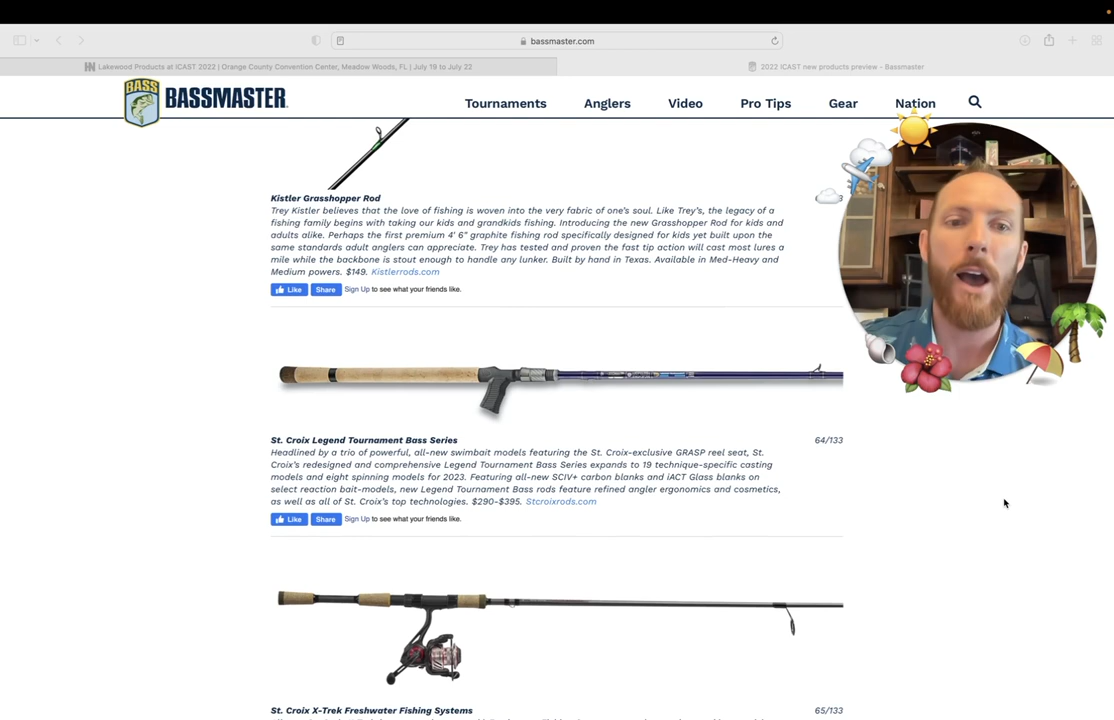 bassmaster.com
Lakewood Products at ICAST 2022 | Orange County Convention Center, Meadow Woods, FL | July 19 to July 22
2022 ICAST new products preview - Bassmaster
BASS
BASSMASTER
Tournaments Anglers Video Pro Tips Gear Nation
Kistler Grasshopper Rod
Trey Kistler believes that the love of fishing is woven into the very fabric of one's soul. Like Trey's, the legacy of a
fishing family begins with taking our kids and grandkids fishing. Introducing the new Grasshopper Rod for kids and
adults alike. Perhaps the first premium 4' 6" graphite fishing rod specifically designed for kids yet built upon the
same standards adult anglers can appreciate. Trey has tested and proven the fast tip action will cast most lures a
mile while the backbone is stout enough to handle any lunker. Built by hand in Texas. Available in Med-Heavy and
Medium powers. $149. Kistlerrods.com
Like Share Sign Up to see what your friends like.
St. Croix Legend Tournament Bass Series 64/133
Headlined by a trio of powerful, all-new swimbait models featuring the St. Croix-exclusive GRASP reel seat, St.
Croix's redesigned and comprehensive Legend Tournament Bass Series expands to 19 technique-specific casting
models and eight spinning models for 2023. Featuring all-new SCIV+ carbon blanks and iACT Glass blanks on
select reaction bait-models, new Legend Tournament Bass rods feature refined angler ergonomics and cosmetics,
as well as all of St. Croix's top technologies. $290-$395. Stcroixrods.com
Like Share Sign Up to see what your friends like.
St. Croix X-Trek Freshwater Fishing Systems 65/133